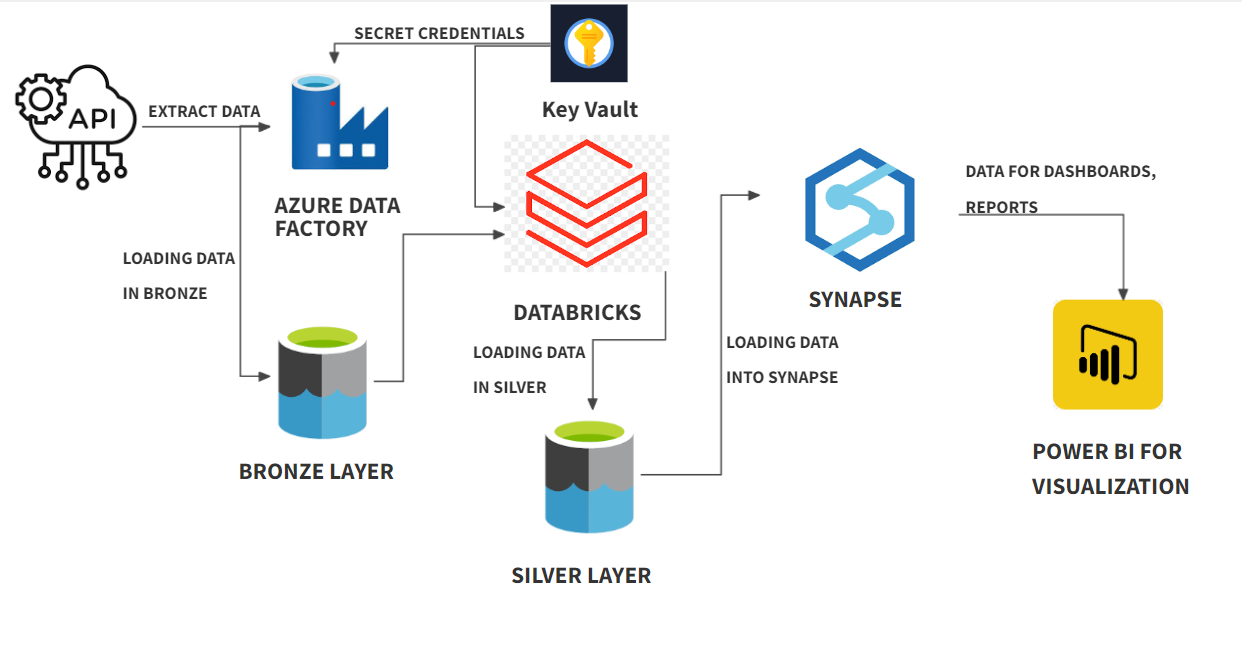 SECRET CREDENTIALS
API
EXTRACT DATA
Key Vault
AZURE DATA
FACTORY
LOADING DATA
IN BRONZE
BRONZE LAYER
DATABRICKS
LOADING DATA
IN SILVER
SILVER LAYER
LOADING DATA
INTO SYNAPSE
SYNAPSE
DATA FOR DASHBOARDS,
REPORTS
POWER BI FOR
VISUALIZATION